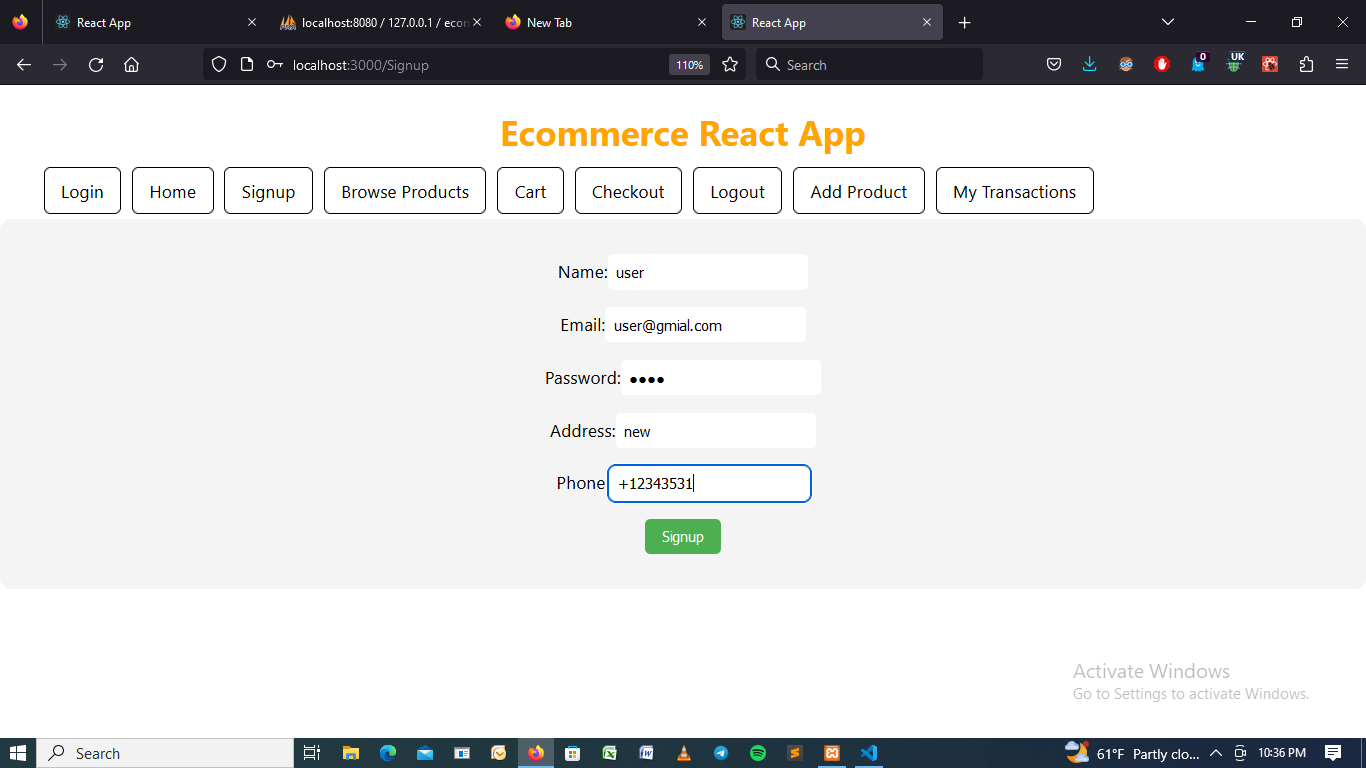 React App
localhost:8080 / 127.0.0.1 / econ
New Tab
React App
localhost:3000/Signup
110%
Search
0
UK
Ecommerce React App
Login
Home
Signup
Browse Products
Cart
Checkout
Logout
Add Product
My Transactions
Name: user
Email: user@gmial.com
Password: ●●●●
Address: new
Phone +12343531
Signup
Activate Windows
Go to Settings to activate Windows.
Search
61°F Partly clo...
10:36 PM